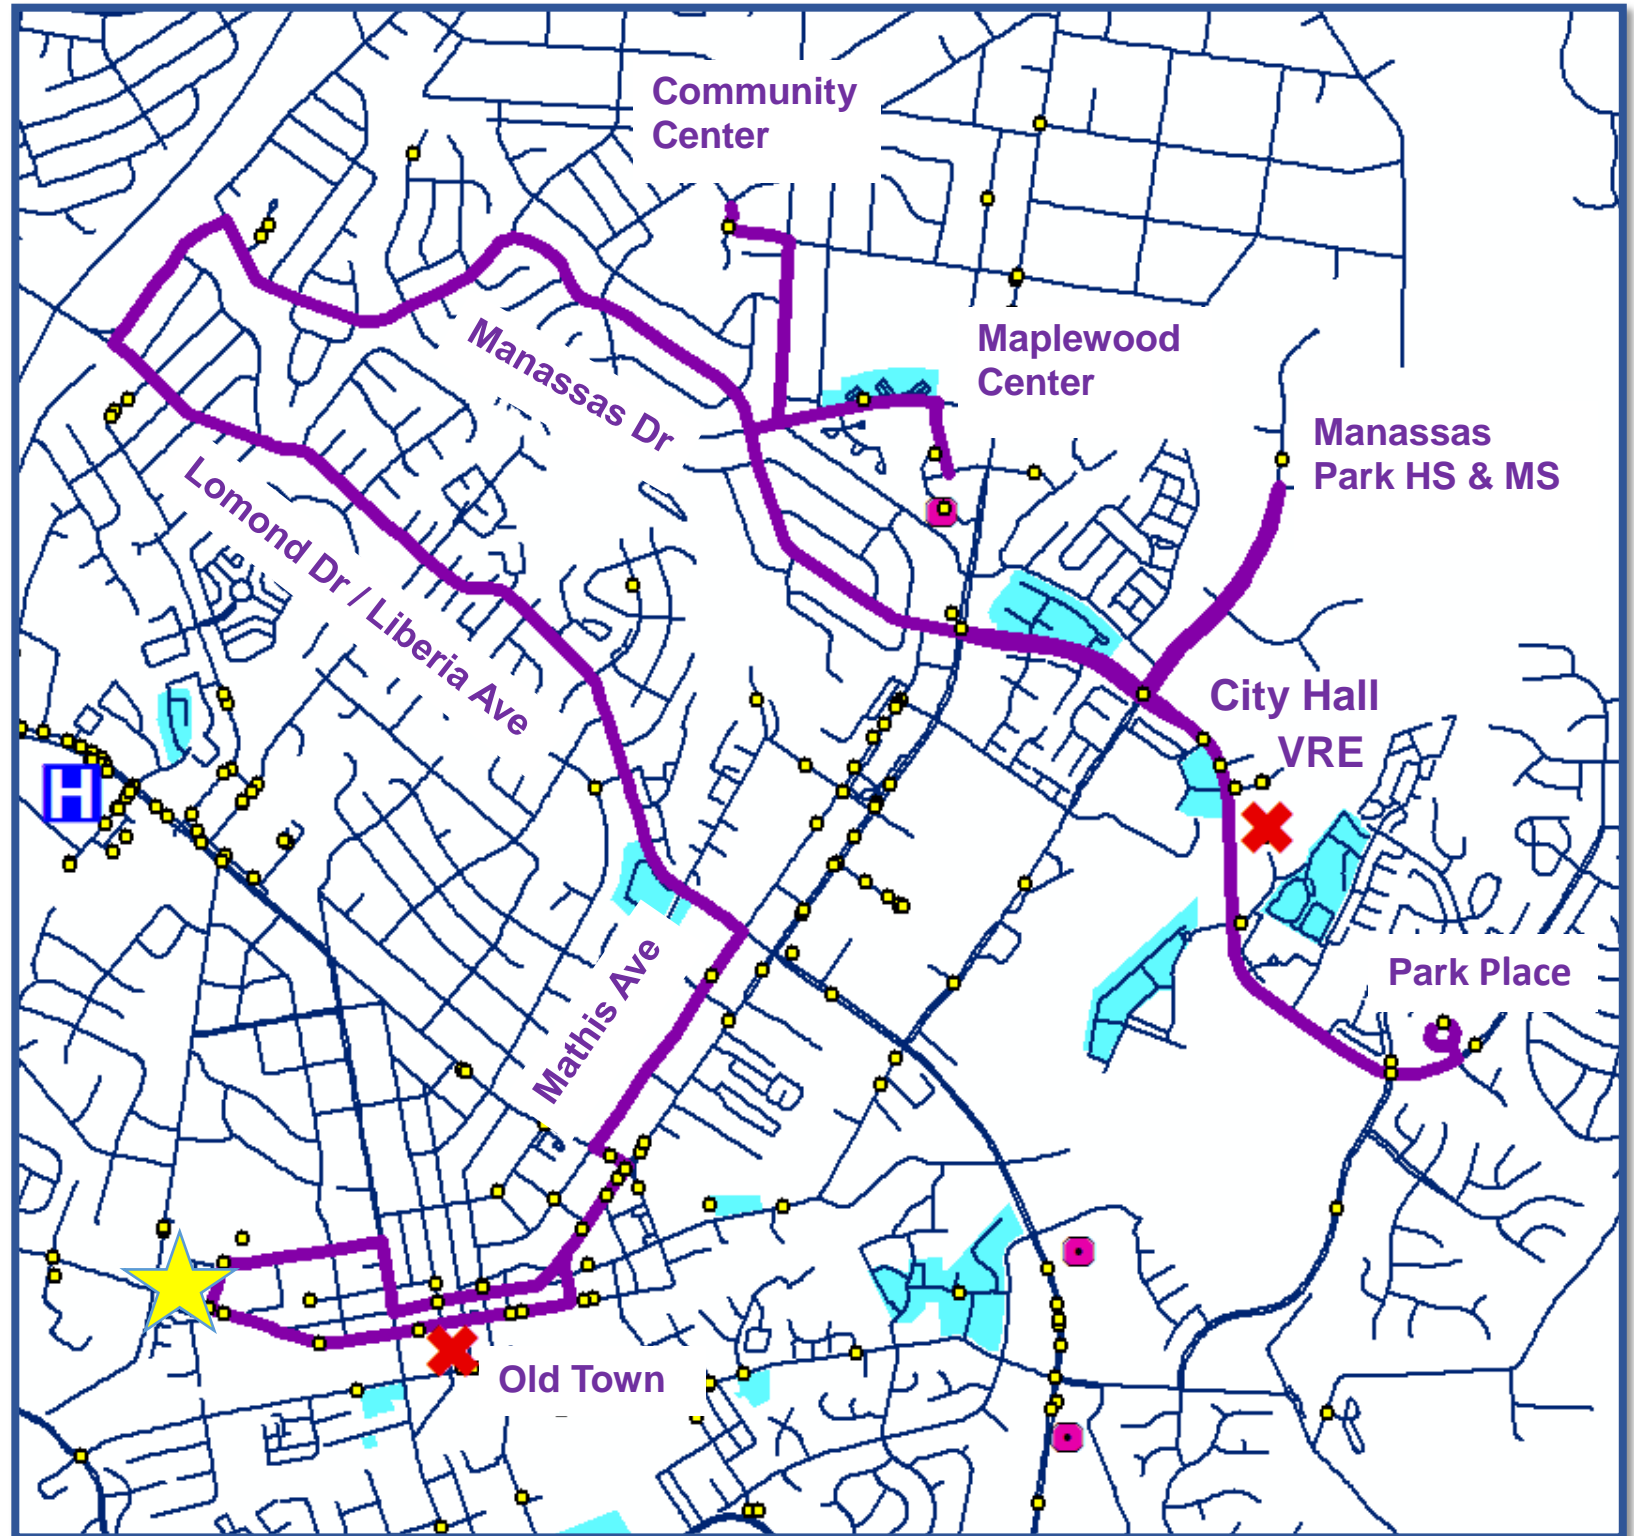 Community
Center
Maplewood
Center
Manassas Dr
Manassas
Park HS & MS
Lomond Dr / Liberia Ave
City Hall
VRE
H
Park Place
Mathis Ave
Old Town